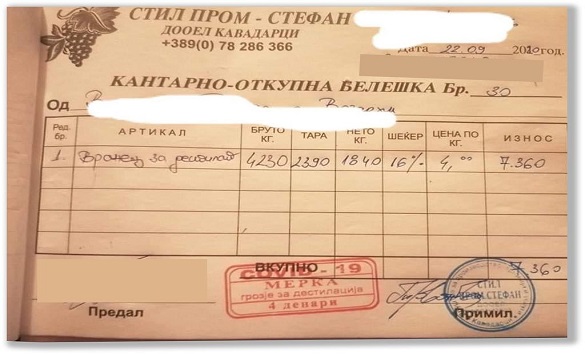 СТИЛ ПРОМ - СТЕФАН
ДООЕЛ КАВАДАРЦИ
+389(0) 78 286 366
Дата 22.09 2020 год.
КАНТАРНО-ОТКУПНА БЕЛЕШКА Бр. 30
Од
Ред. бр. АРТИКАЛ БРУТО КГ. ТАРА НЕТО КГ. ШЕЌЕР ЦЕНА ПО КГ. ИЗНОС
1. Вранец за 4230 2390 1840 16% 4,00 7.360
ВКУПНО 7.360
COVID - 19
МЕРКА
грозје за дестилација
4 денари
СТИЛ
ПРОМ СТЕФАН
Предал Примил.